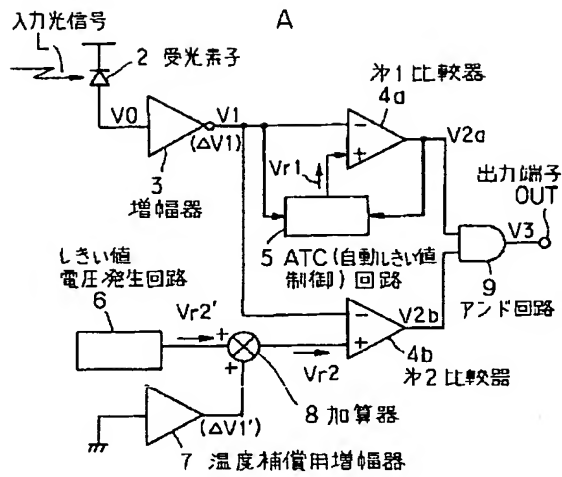 A
入力光信号
L
2 受光素子
V0
V1
(ΔV1)
3
増幅器
第1比較器
4a
-
+
V2a
Vr1
5 ATC(自動しきい値
制御)回路
出力端子
OUT
V3
9
アンド回路
しきい値
電圧発生回路
6
Vr2'
+
+
Vr2
8 加算器
-
+
V2b
4b
第2比較器
(ΔV1')
7 温度補償用増幅器